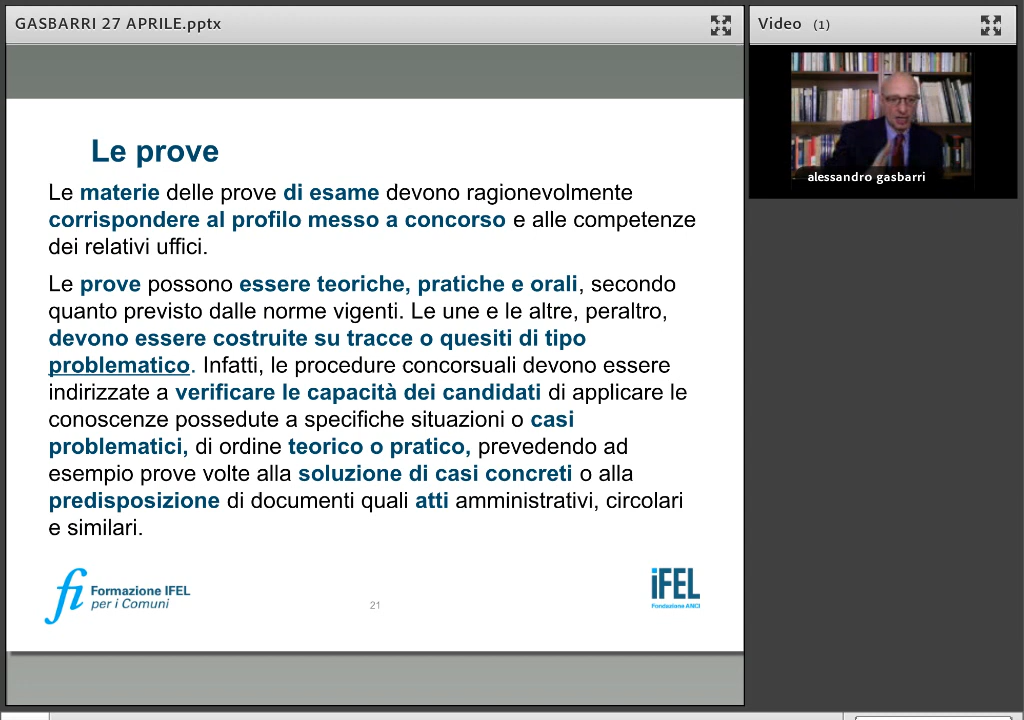 GASBARRI 27 APRILE.pptx
Video (1)
alessandro gasbarri
Le prove
Le materie delle prove di esame devono ragionevolmente
corrispondere al profilo messo a concorso e alle competenze
dei relativi uffici.
Le prove possono essere teoriche, pratiche e orali, secondo
quanto previsto dalle norme vigenti. Le une e le altre, peraltro,
devono essere costruite su tracce o quesiti di tipo
problematico. Infatti, le procedure concorsuali devono essere
indirizzate a verificare le capacità dei candidati di applicare le
conoscenze possedute a specifiche situazioni o casi
problematici, di ordine teorico o pratico, prevedendo ad
esempio prove volte alla soluzione di casi concreti o alla
predisposizione di documenti quali atti amministrativi, circolari
e similari.
fi Formazione IFEL
per i Comuni
21
iFEL
Fondazione ANCI